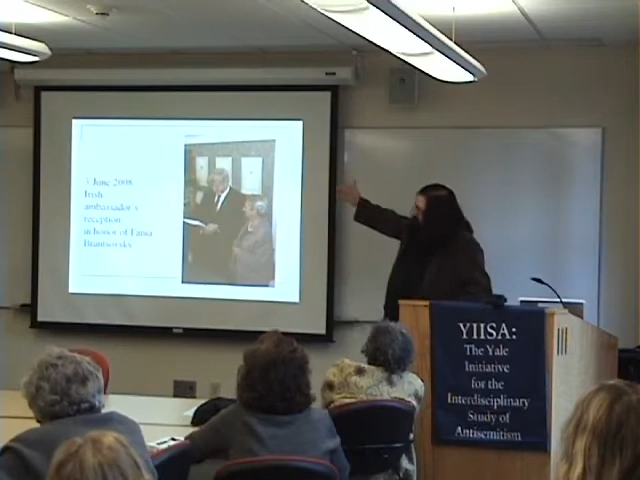 3 June 2008
Irish
ambassador's
reception
in honor of Fania
Brantsovsky
YIISA:
The Yale
Initiative
for the
Interdisciplinary
Study of
Antisemitism